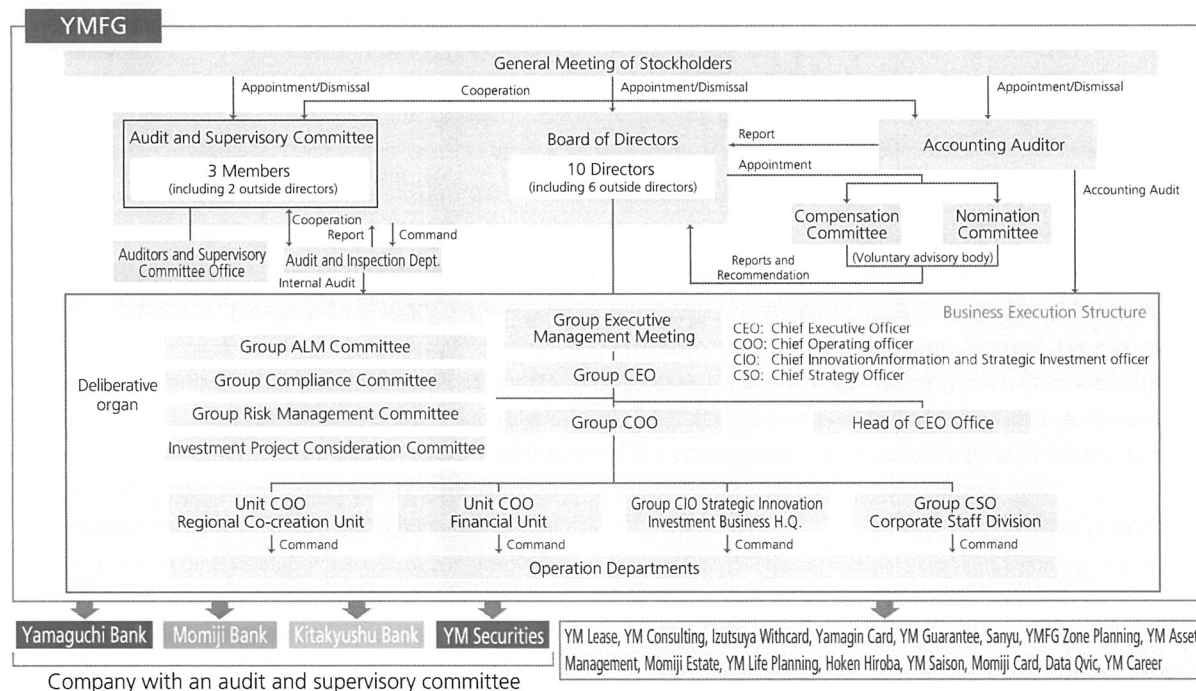 YMFG
General Meeting of Stockholders
Appointment/Dismissal
Cooperation
Appointment/Dismissal
Appointment/Dismissal
Audit and Supervisory Committee
3 Members
(including 2 outside directors)
Board of Directors
10 Directors
(including 6 outside directors)
Report
Appointment
Accounting Auditor
Accounting Audit
Cooperation
Report
Command
Auditors and Supervisory
Committee Office
Audit and Inspection Dept.
Internal Audit
Compensation
Committee
Nomination
Committee
(Voluntary advisory body)
Reports and
Recommendation
Business Execution Structure
Group Executive
Management Meeting
CEO: Chief Executive Officer
COO: Chief Operating officer
CIO: Chief Innovation/information and Strategic Investment officer
CSO: Chief Strategy Officer
Deliberative
organ
Group ALM Committee
Group Compliance Committee
Group Risk Management Committee
Investment Project Consideration Committee
Group CEO
Group COO
Head of CEO Office
Unit COO
Regional Co-creation Unit
Unit COO
Financial Unit
Group CIO Strategic Innovation
Investment Business H.Q.
Group CSO
Corporate Staff Division
Command
Command
Command
Command
Operation Departments
Yamaguchi Bank
Momiji Bank
Kitakyushu Bank
YM Securities
YM Lease, YM Consulting, Izutsuya Withcard, Yamagin Card, YM Guarantee, Sanyu, YMFG Zone Planning, YM Asset
Management, Momiji Estate, YM Life Planning, Hoken Hiroba, YM Saison, Momiji Card, Data Qvic, YM Career
Company with an audit and supervisory committee